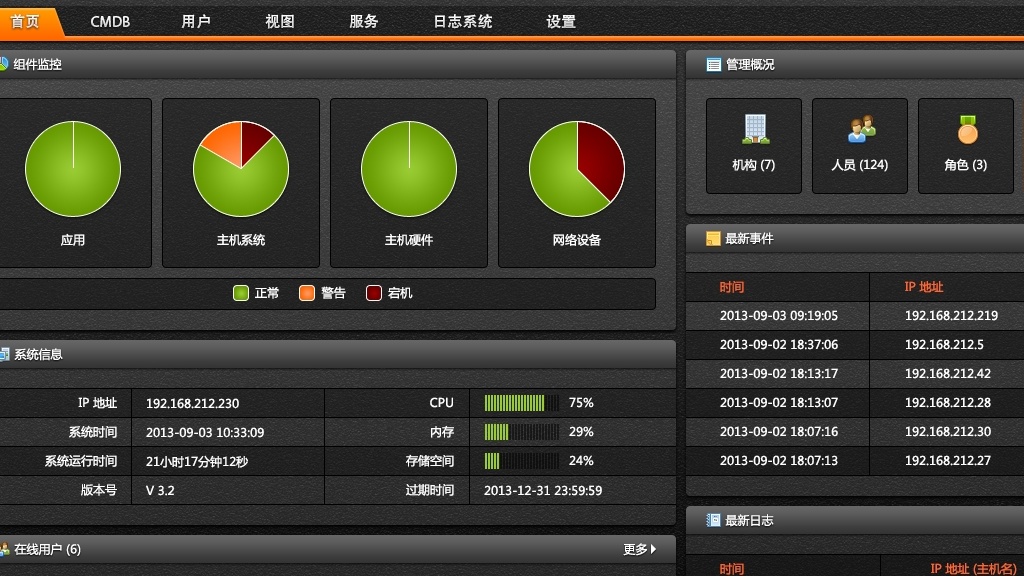 首页 CMDB 用户 视图 服务 日志系统 设置
组件监控
应用 主机系统 主机硬件 网络设备
正常 警告 宕机
系统信息
IP 地址 192.168.212.230 CPU 75%
系统时间 2013-09-03 10:33:09 内存 29%
系统运行时间 21小时17分钟12秒 存储空间 24%
版本号 V 3.2 过期时间 2013-12-31 23:59:59
在线用户 (6) 更多
管理概况
机构 (7) 人员 (124) 角色 (3)
最新事件
时间 IP 地址
2013-09-03 09:19:05 192.168.212.219
2013-09-02 18:37:06 192.168.212.5
2013-09-02 18:13:17 192.168.212.42
2013-09-02 18:13:07 192.168.212.28
2013-09-02 18:07:16 192.168.212.30
2013-09-02 18:07:13 192.168.212.27
最新日志
时间 IP 地址 (主机名)